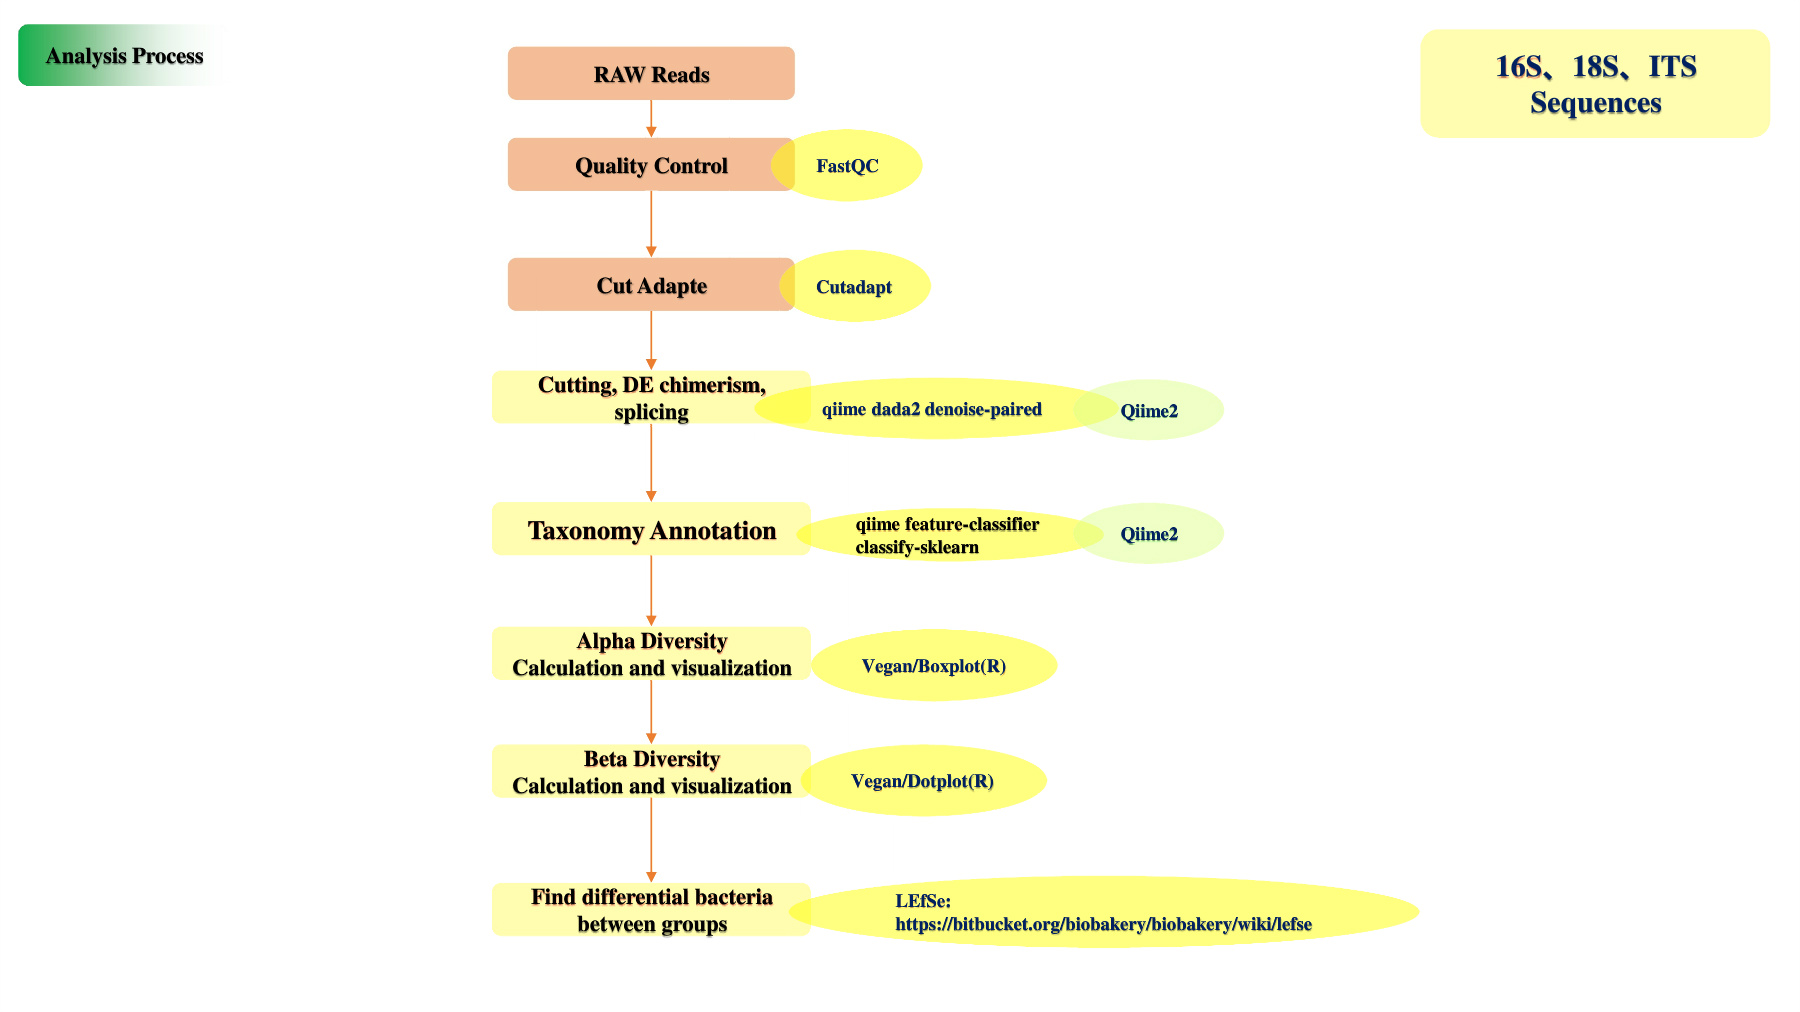 Analysis Process
16S、18S、ITS
Sequences
RAW Reads
Quality Control
FastQC
Cut Adapte
Cutadapt
Cutting, DE chimerism,
splicing
qiime dada2 denoise-paired
Qiime2
Taxonomy Annotation
qiime feature-classifier
classify-sklearn
Qiime2
Alpha Diversity
Calculation and visualization
Vegan/Boxplot(R)
Beta Diversity
Calculation and visualization
Vegan/Dotplot(R)
Find differential bacteria
between groups
LEfSe:
https://bitbucket.org/biobakery/biobakery/wiki/lefse